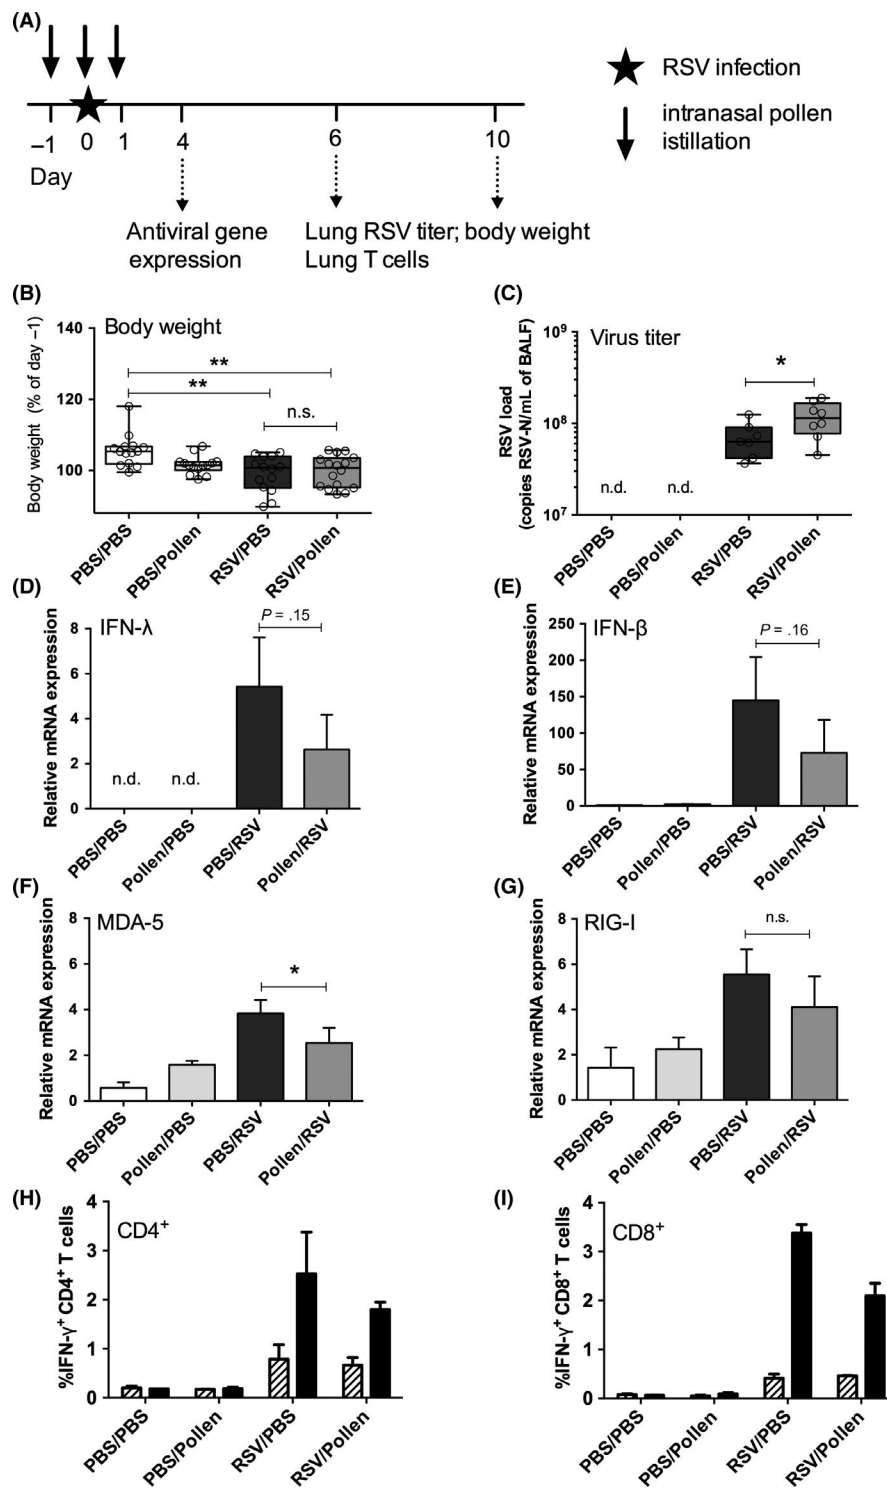 (A)
RSV infection
intranasal pollen
istillation
–1 0 1 4 6 10
Day
Antiviral gene
expression
Lung RSV titer; body weight
Lung T cells
(B)
Body weight
Body weight (% of day –1)
140
120
100
**
**
n.s.
PBS/PBS
PBS/Pollen
RSV/PBS
RSV/Pollen
(C)
Virus titer
RSV load
(copies RSV-N/mL of BALF)
10⁹
10⁸
10⁷
n.d.
n.d.
*
PBS/PBS
PBS/Pollen
RSV/PBS
RSV/Pollen
(D)
IFN-λ
Relative mRNA expression
8
6
4
2
0
n.d.
n.d.
P = .15
PBS/PBS
Pollen/PBS
PBS/RSV
Pollen/RSV
(E)
IFN-β
Relative mRNA expression
250
200
150
100
50
0
P = .16
PBS/PBS
Pollen/PBS
PBS/RSV
Pollen/RSV
(F)
MDA-5
Relative mRNA expression
8
6
4
2
0
*
PBS/PBS
Pollen/PBS
PBS/RSV
Pollen/RSV
(G)
RIG-I
Relative mRNA expression
8
6
4
2
0
n.s.
PBS/PBS
Pollen/PBS
PBS/RSV
Pollen/RSV
(H)
CD4⁺
%IFN-γ⁺ CD4⁺ T cells
4
3
2
1
0
PBS/PBS
PBS/Pollen
RSV/PBS
RSV/Pollen
(I)
CD8⁺
%IFN-γ⁺ CD8⁺ T cells
4
3
2
1
0
PBS/PBS
PBS/Pollen
RSV/PBS
RSV/Pollen